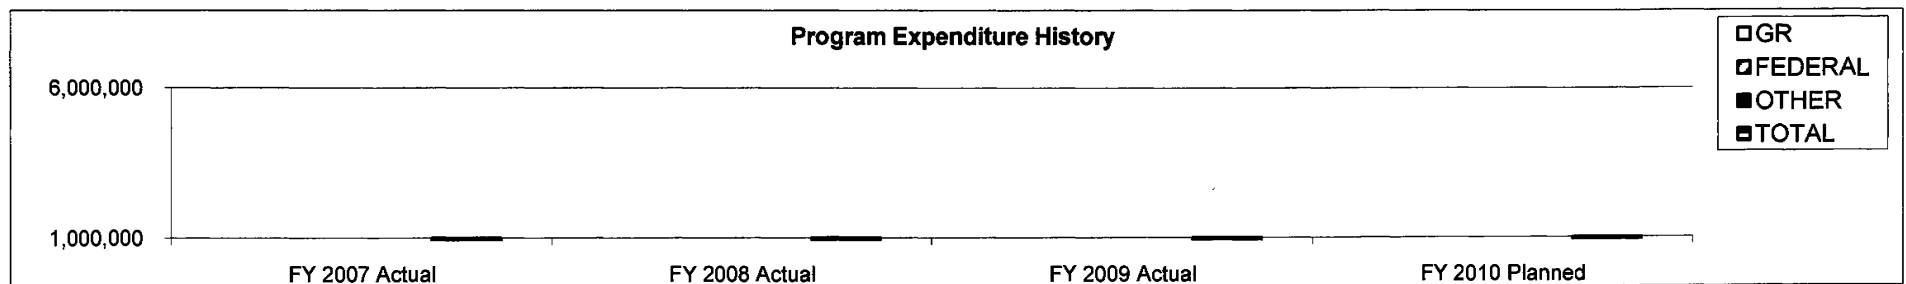 Program Expenditure History
GR
FEDERAL
OTHER
TOTAL
6,000,000
1,000,000
FY 2007 Actual
FY 2008 Actual
FY 2009 Actual
FY 2010 Planned